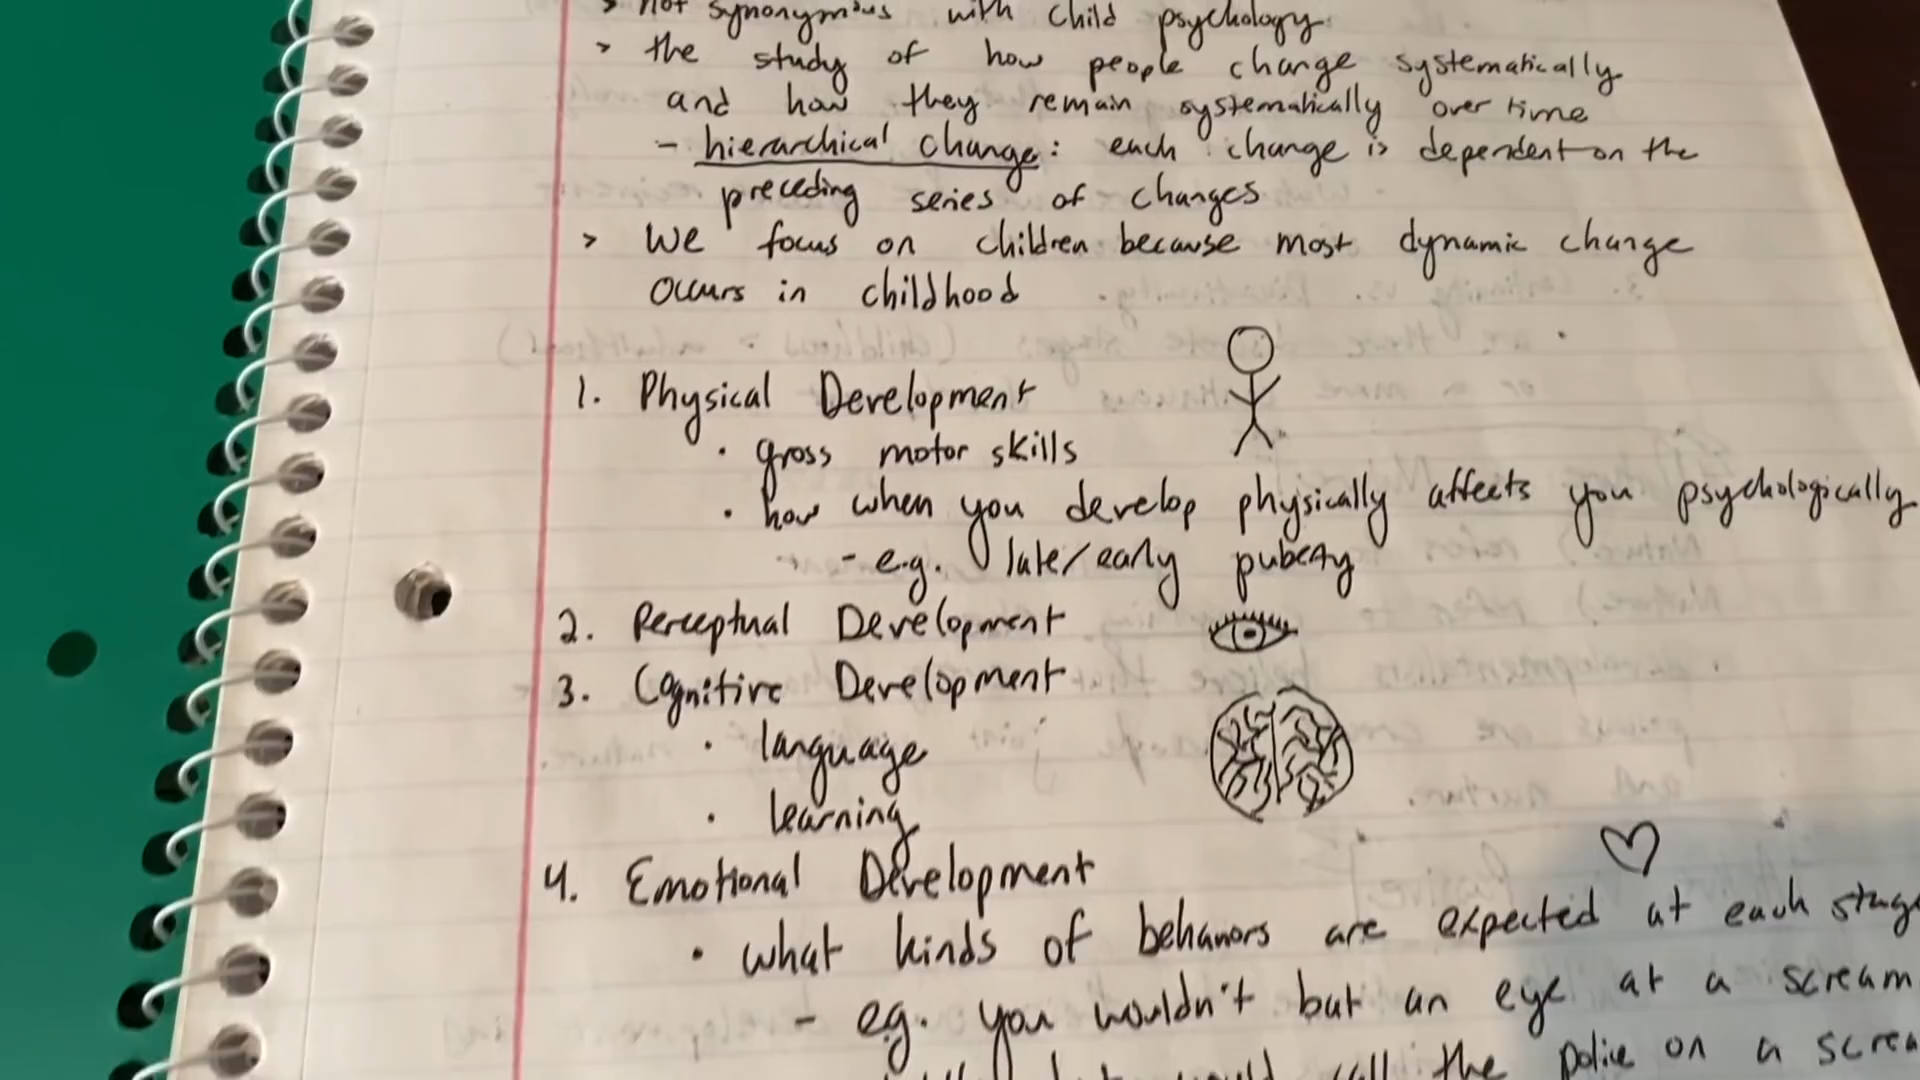 > not synonymous with child psychology
> the study of how people change systematically
and how they remain systematically over time
- hierarchical change: each change is dependent on the
preceding series of changes
> We focus on children because most dynamic change
occurs in childhood
1. Physical Development
• gross motor skills
• how when you develop physically affects you psychologically
- e.g. late/early puberty
2. Perceptual Development
3. Cognitive Development
• language
• learning
4. Emotional Development
• what kinds of behaviors are expected at each stage
- eg. you wouldn't but an eye at a scream
call the police on a screa